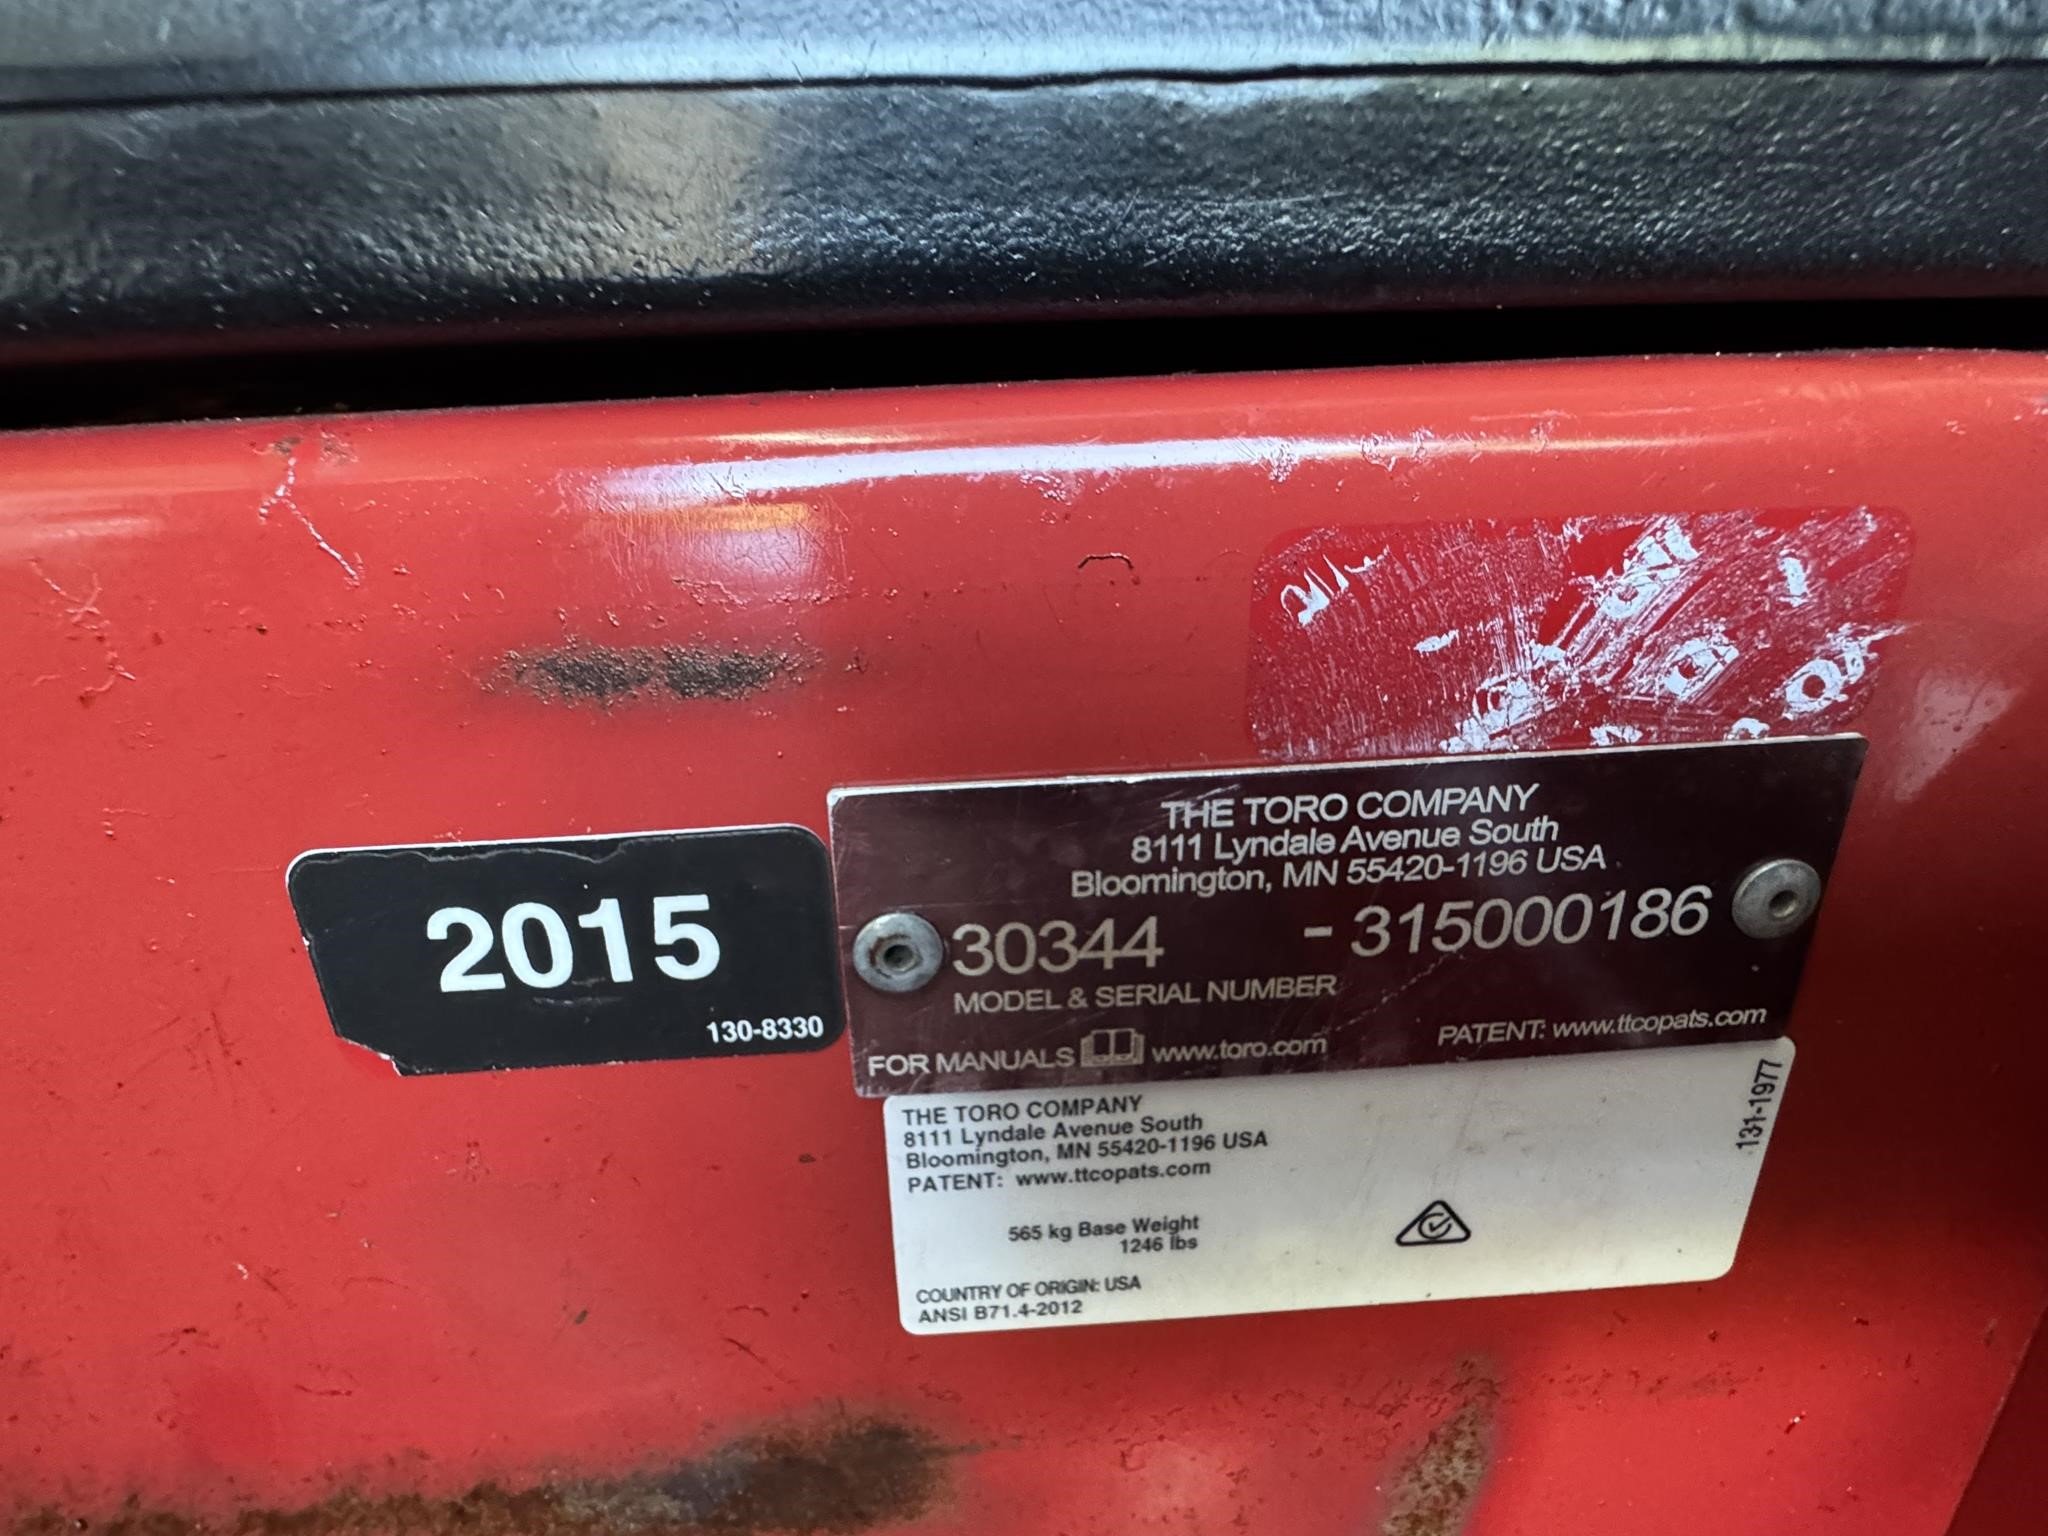 2015
130-8330
THE TORO COMPANY
8111 Lyndale Avenue South
Bloomington, MN 55420-1196 USA
30344 - 315000186
MODEL & SERIAL NUMBER
FOR MANUALS www.toro.com
PATENT: www.ttcopats.com
THE TORO COMPANY
8111 Lyndale Avenue South
Bloomington, MN 55420-1196 USA
PATENT: www.ttcopats.com
565 kg Base Weight
1246 lbs
COUNTRY OF ORIGIN: USA
ANSI B71.4-2012
131-1977